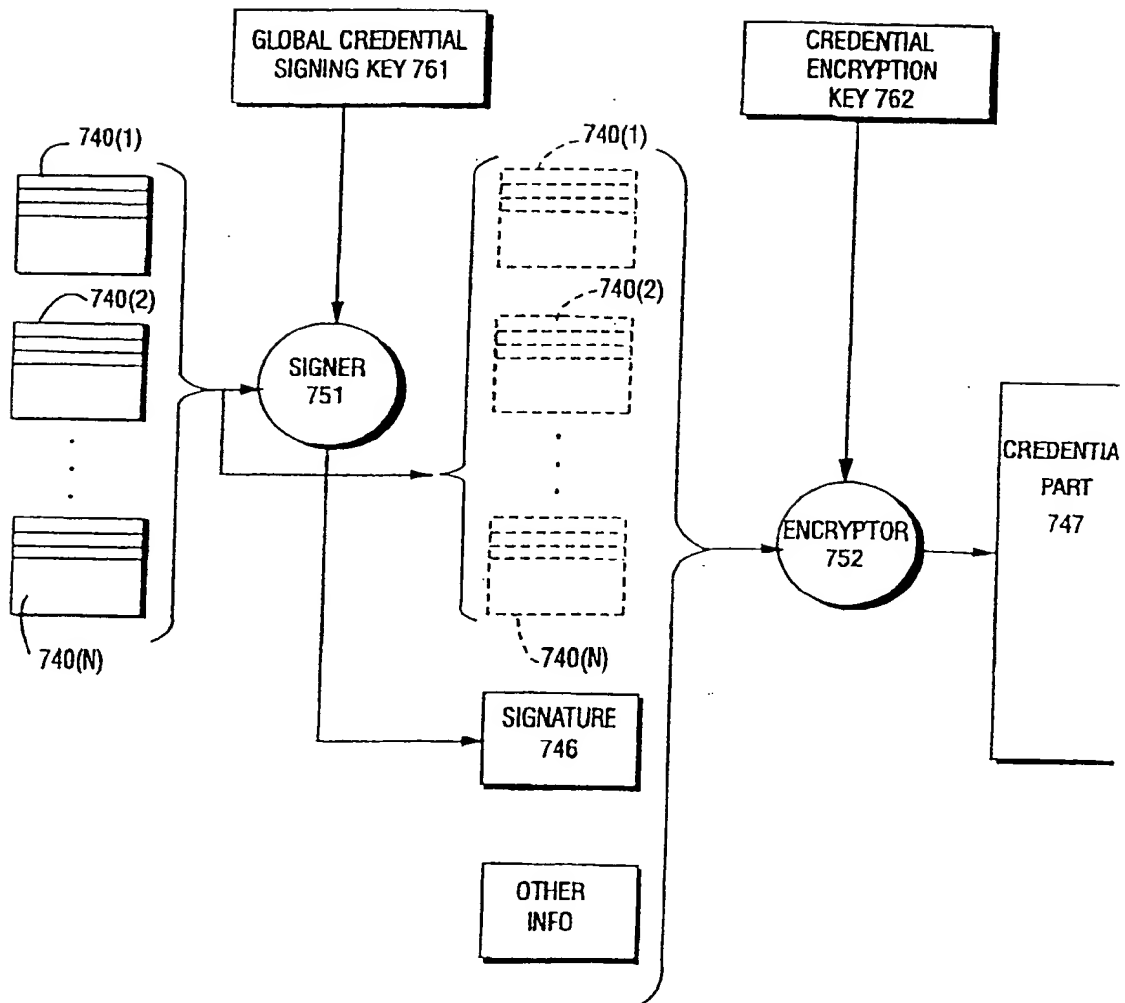 GLOBAL CREDENTIAL
SIGNING KEY 761
CREDENTIAL
ENCRYPTION
KEY 762
740(1)
740(1)
740(2)
740(2)
SIGNER
751
CREDENTIA
PART
747
ENCRYPTOR
752
740(N)
740(N)
SIGNATURE
746
OTHER
INFO